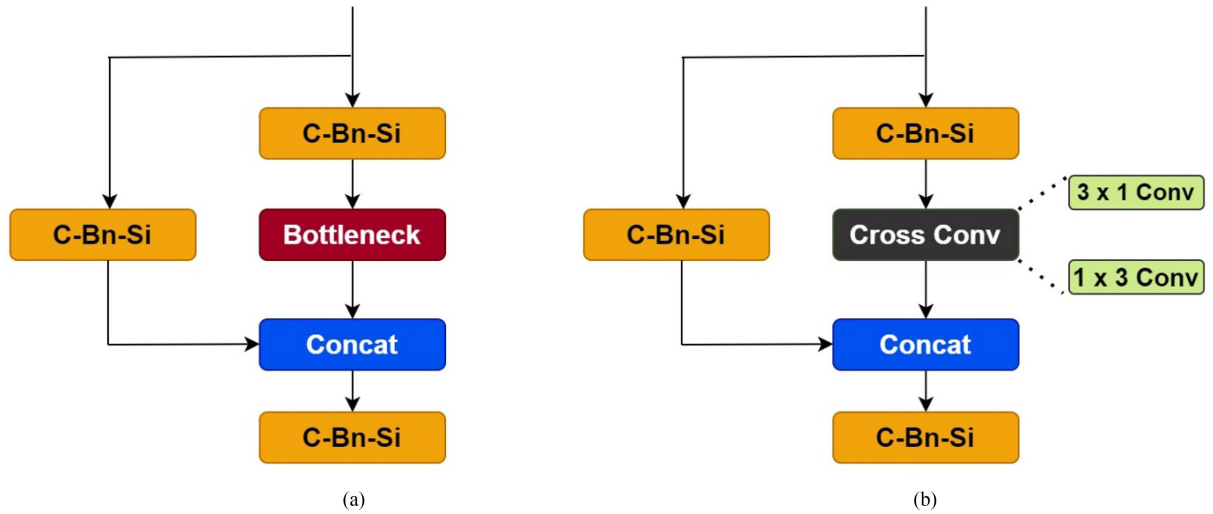 C-Bn-Si
C-Bn-Si
Bottleneck
Concat
C-Bn-Si
(a)
C-Bn-Si
C-Bn-Si
Cross Conv
3 x 1 Conv
1 x 3 Conv
Concat
C-Bn-Si
(b)